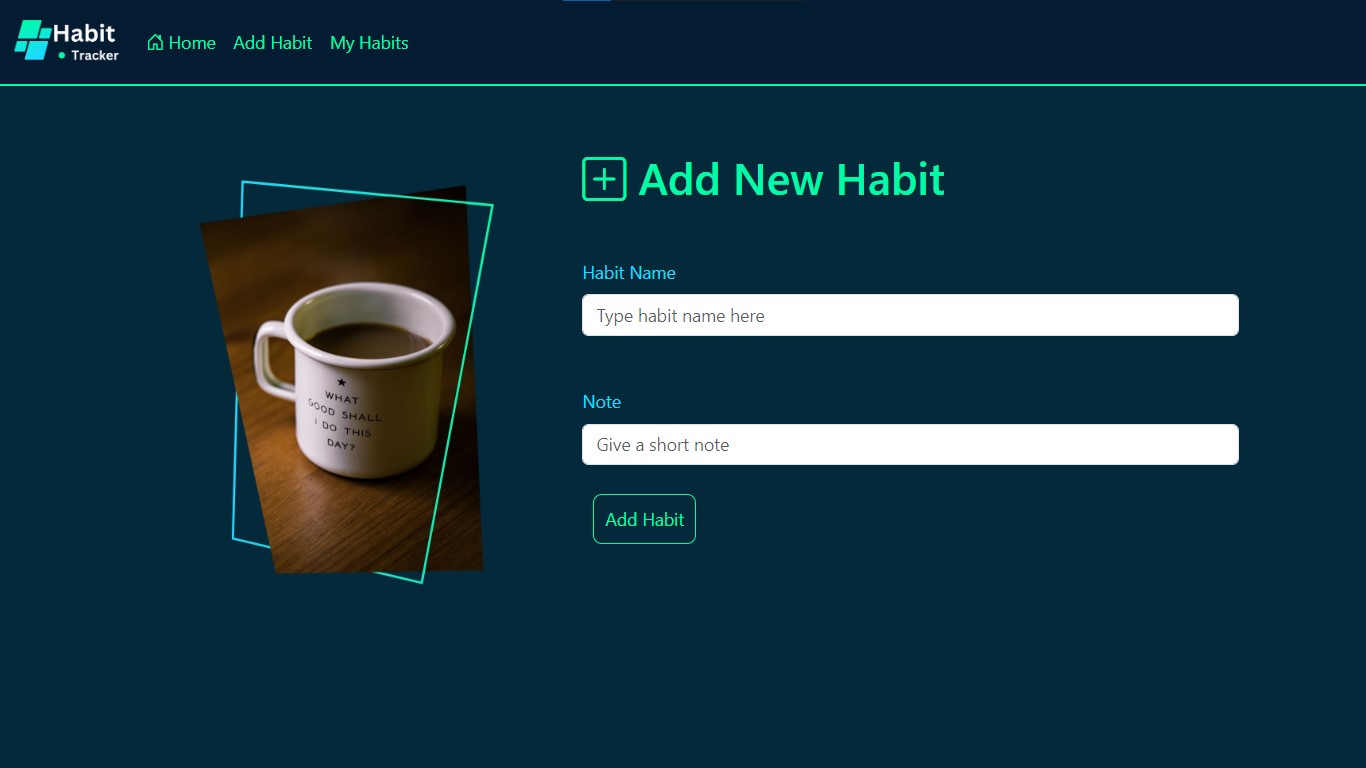 Habit
Tracker
Home Add Habit My Habits
Add New Habit
Habit Name
Type habit name here
Note
Give a short note
Add Habit
WHAT
GOOD SHALL
I DO THIS
DAY?